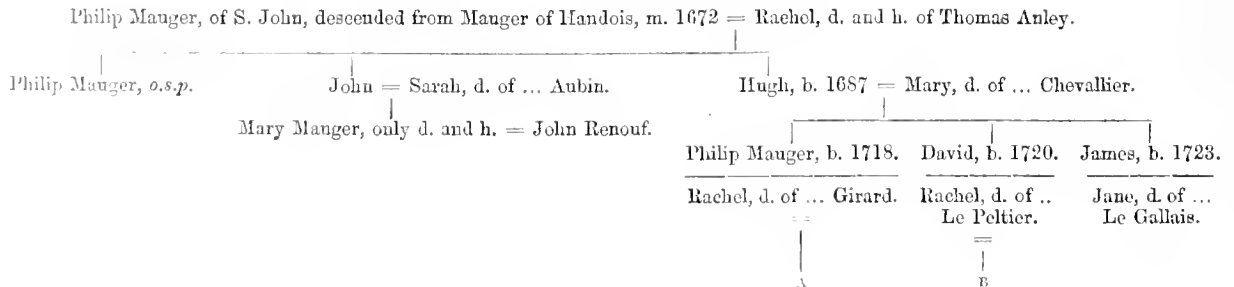 Philip Mauger, of S. John, descended from Mauger of Handois, m. 1672 = Rachel, d. and h. of Thomas Anley.
Philip Mauger, o.s.p. John = Sarah, d. of ... Aubin. Hugh, b. 1687 = Mary, d. of ... Chevallier.
Mary Mauger, only d. and h. = John Renouf.
Philip Mauger, b. 1718. David, b. 1720. James, b. 1723.
Rachel, d. of ... Girard. Rachel, d. of .. Jane, d. of ...
Le Peltier. Le Gallais.
=
A B